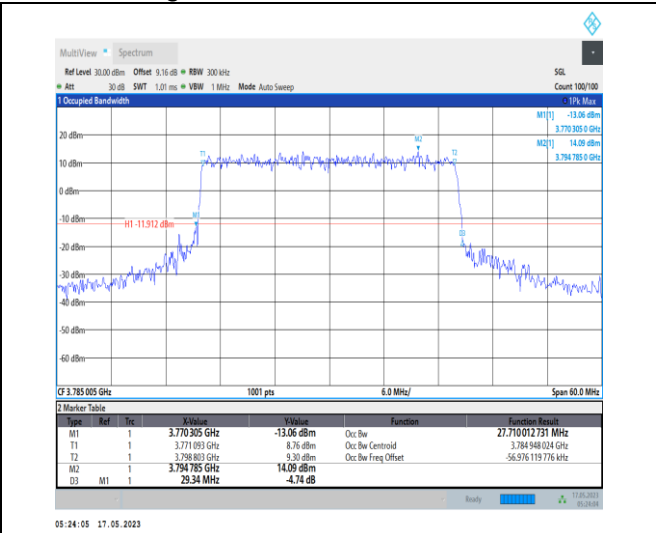 MultiView Spectrum
Ref Level 30.00 dBm Offset 9.16 dB RBW 300 kHz SGL
Att 30 dB SWT 1.01 ms VBW 1 MHz Mode Auto Sweep Count 100/100
1 Occupied Bandwidth 1Pk Max
M1[1] -13.06 dBm
3.770 305 0 GHz
M2[1] 14.09 dBm
3.794 785 0 GHz
20 dBm
M2
T1 T2
10 dBm
0 dBm
-10 dBm
M1
H1 -11.912 dBm
D3
-20 dBm
-30 dBm
-40 dBm
-50 dBm
-60 dBm
CF 3.785 005 GHz 1001 pts 6.0 MHz/ Span 60.0 MHz
2 Marker Table
Type Ref Trc X-Value Y-Value Function Function Result
M1 1 3.770 305 GHz -13.06 dBm Occ Bw 27.710 012 731 MHz
T1 1 3.771 093 GHz 8.76 dBm Occ Bw Centroid 3.784 948 024 GHz
T2 1 3.798 803 GHz 9.30 dBm Occ Bw Freq Offset -56.976 119 776 kHz
M2 1 3.794 785 GHz 14.09 dBm
D3 M1 1 29.34 MHz -4.74 dB
Ready 17.05.2023
05:24:04
05:24:05 17.05.2023